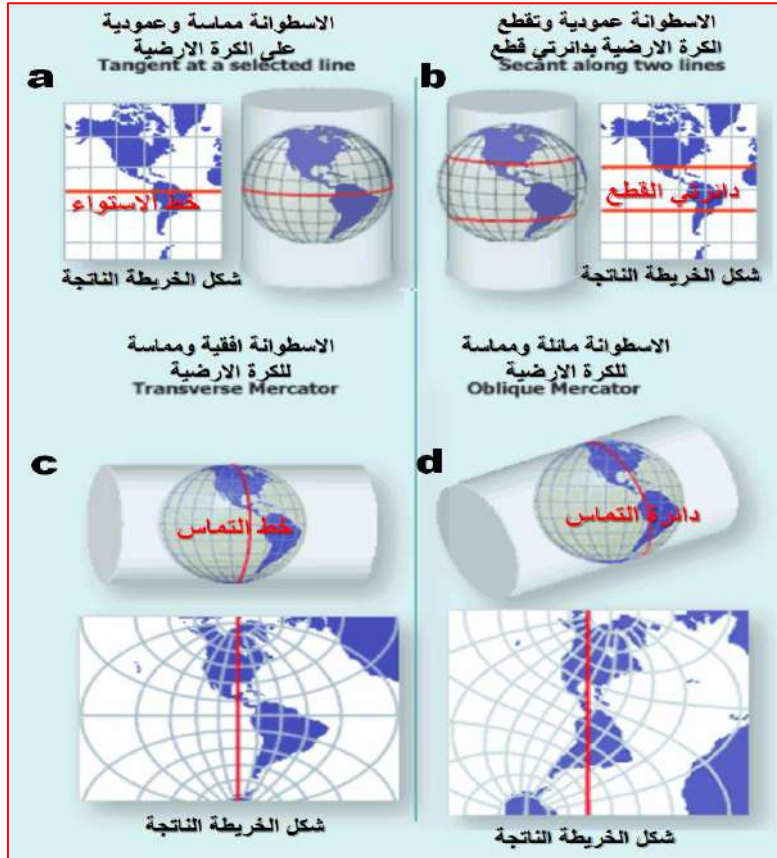 الاسطوانة مماسة وعمودية
على الكرة الارضية
Tangent at a selected line
a
خط الاستواء
شكل الخريطة الناتجة
الاسطوانة عمودية وتقطع
الكرة الارضية بدائرتي قطع
Secant along two lines
b
دائرتي القطع
شكل الخريطة الناتجة
الاسطوانة افقية ومماسة
للكرة الارضية
Transverse Mercator
c
خط التماس
شكل الخريطة الناتجة
الاسطوانة مائلة ومماسة
للكرة الارضية
Oblique Mercator
d
دائرة التماس
شكل الخريطة الناتجة